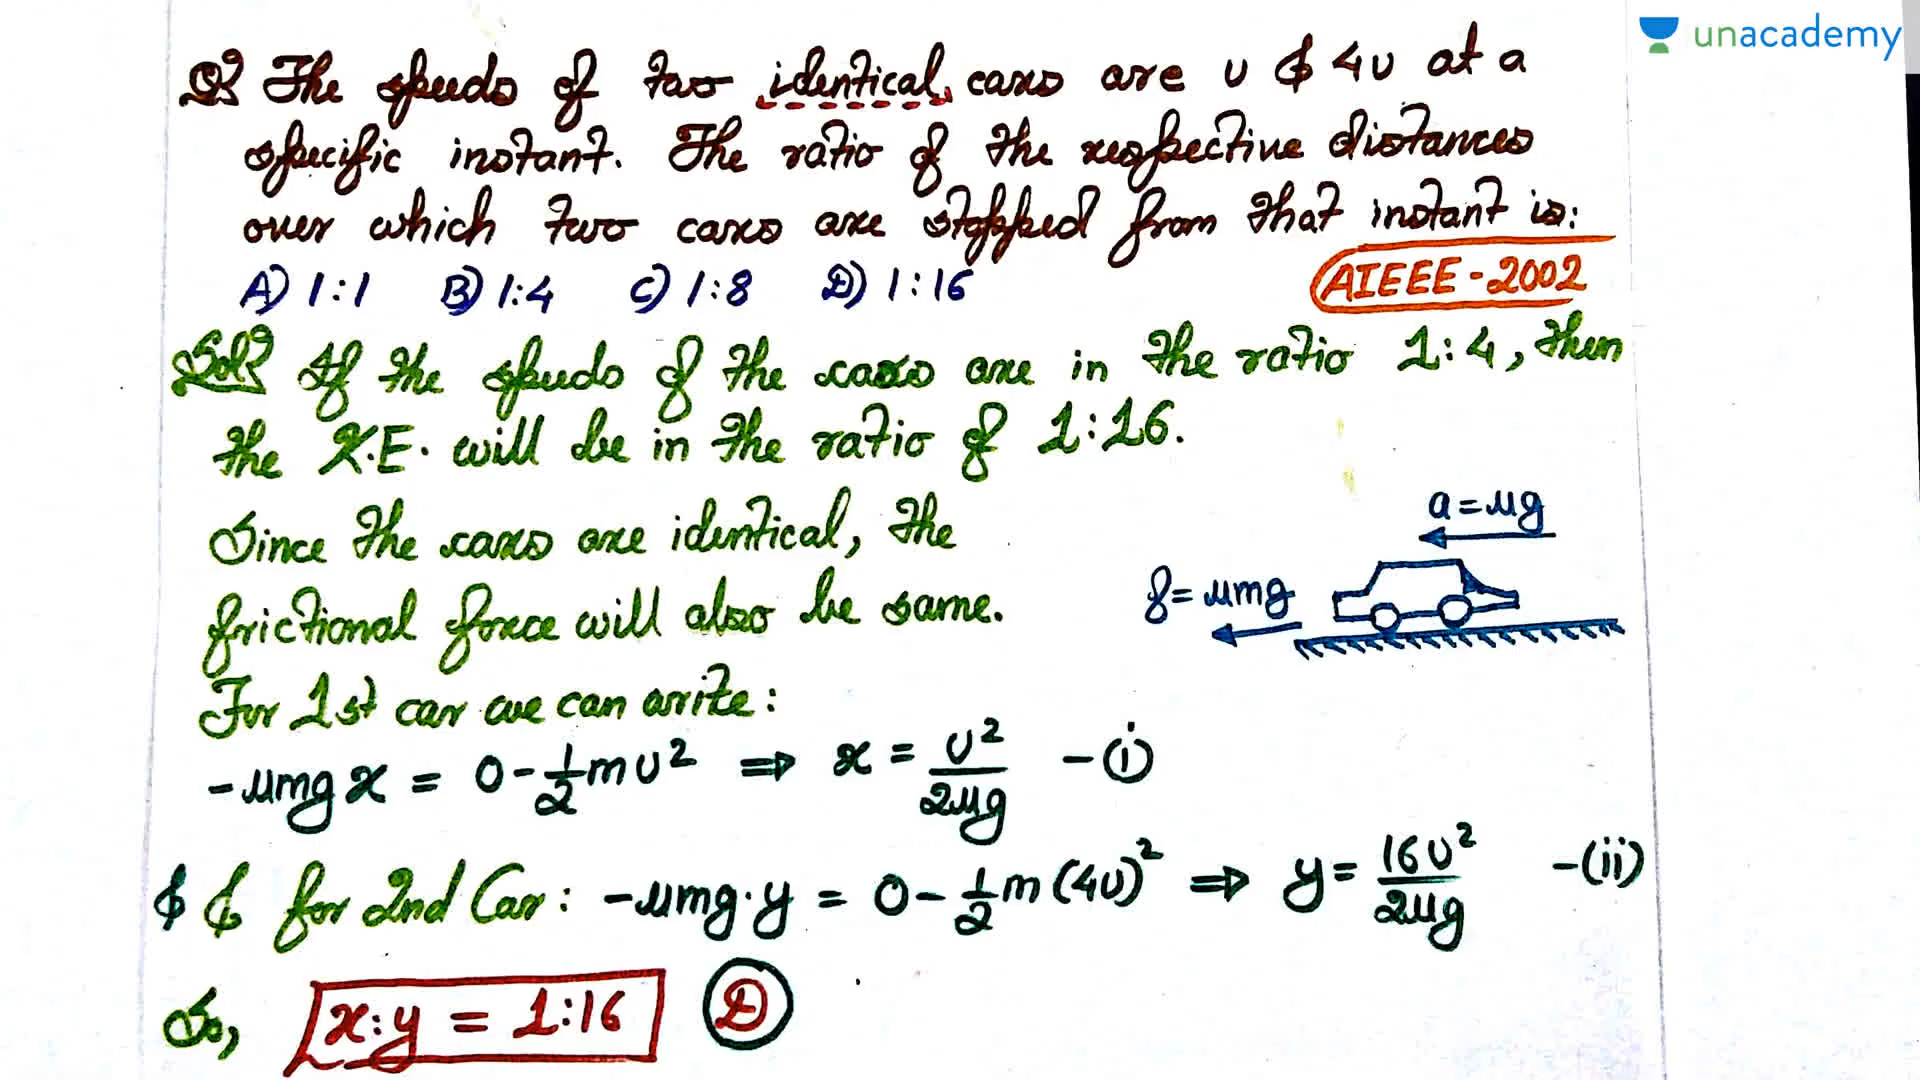 unacademy
Q? The speeds of two identical cars are u & 4u at a
specific instant. The ratio of the respective distances
over which two cars are stopped from that instant is:
A) 1:1 B) 1:4 C) 1:8 D) 1:16 AIEEE-2002
Sol? If the speeds of the cars are in the ratio 1:4, then
the K.E. will be in the ratio of 1:16.
Since the cars are identical, the
frictional force will also be same.
a = μg
f = μmg
For 1st car we can write:
-μmg x = 0 - 1/2 mu² ⇒ x = u²/2μg -(i)
& & for 2nd Car: -μmg·y = 0 - 1/2 m(4u)² ⇒ y = 16u²/2μg -(ii)
So, x:y = 1:16 D